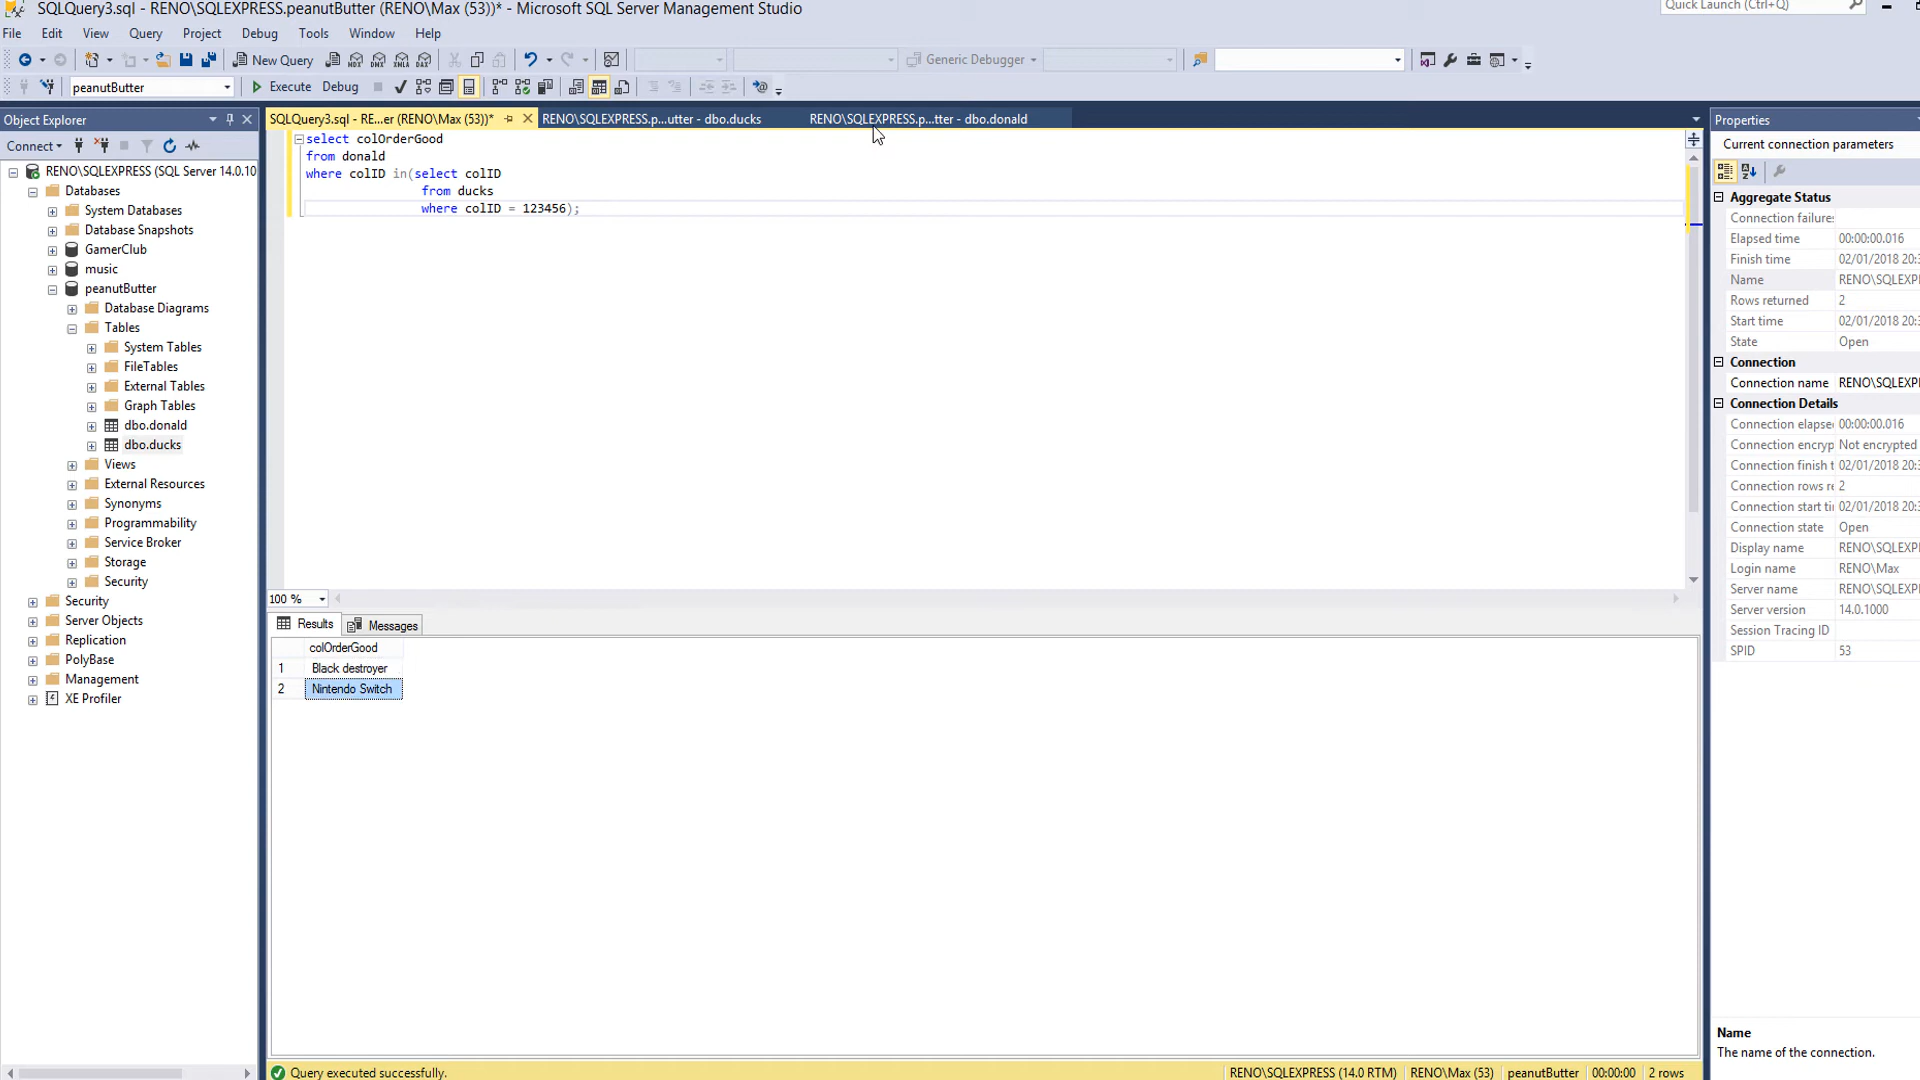 SQLQuery3.sql - RENO\SQLEXPRESS.peanutButter (RENO\Max (53))* - Microsoft SQL Server Management Studio
Quick Launch (Ctrl+Q)
File Edit View Query Project Debug Tools Window Help
New Query
Generic Debugger
peanutButter
Execute Debug
Object Explorer
SQLQuery3.sql - RE...er (RENO\Max (53))*
RENO\SQLEXPRESS.p...utter - dbo.ducks
RENO\SQLEXPRESS.p...tter - dbo.donald
Properties
Connect
RENO\SQLEXPRESS (SQL Server 14.0.10
Databases
System Databases
Database Snapshots
GamerClub
music
peanutButter
Database Diagrams
Tables
System Tables
FileTables
External Tables
Graph Tables
dbo.donald
dbo.ducks
Views
External Resources
Synonyms
Programmability
Service Broker
Storage
Security
Security
Server Objects
Replication
PolyBase
Management
XE Profiler
select colOrderGood
from donald
where colID in(select colID
from ducks
where colID = 123456);
100 %
Results Messages
colOrderGood
1 Black destroyer
2 Nintendo Switch
Query executed successfully.
RENO\SQLEXPRESS (14.0 RTM) RENO\Max (53) peanutButter 00:00:00 2 rows
Current connection parameters
Aggregate Status
Connection failures
Elapsed time 00:00:00.016
Finish time 02/01/2018 20:3
Name RENO\SQLEXP
Rows returned 2
Start time 02/01/2018 20:3
State Open
Connection
Connection name RENO\SQLEXP
Connection Details
Connection elapse 00:00:00.016
Connection encryp Not encrypted
Connection finish t 02/01/2018 20:3
Connection rows re 2
Connection start ti 02/01/2018 20:3
Connection state Open
Display name RENO\SQLEXP
Login name RENO\Max
Server name RENO\SQLEXP
Server version 14.0.1000
Session Tracing ID
SPID 53
Name
The name of the connection.